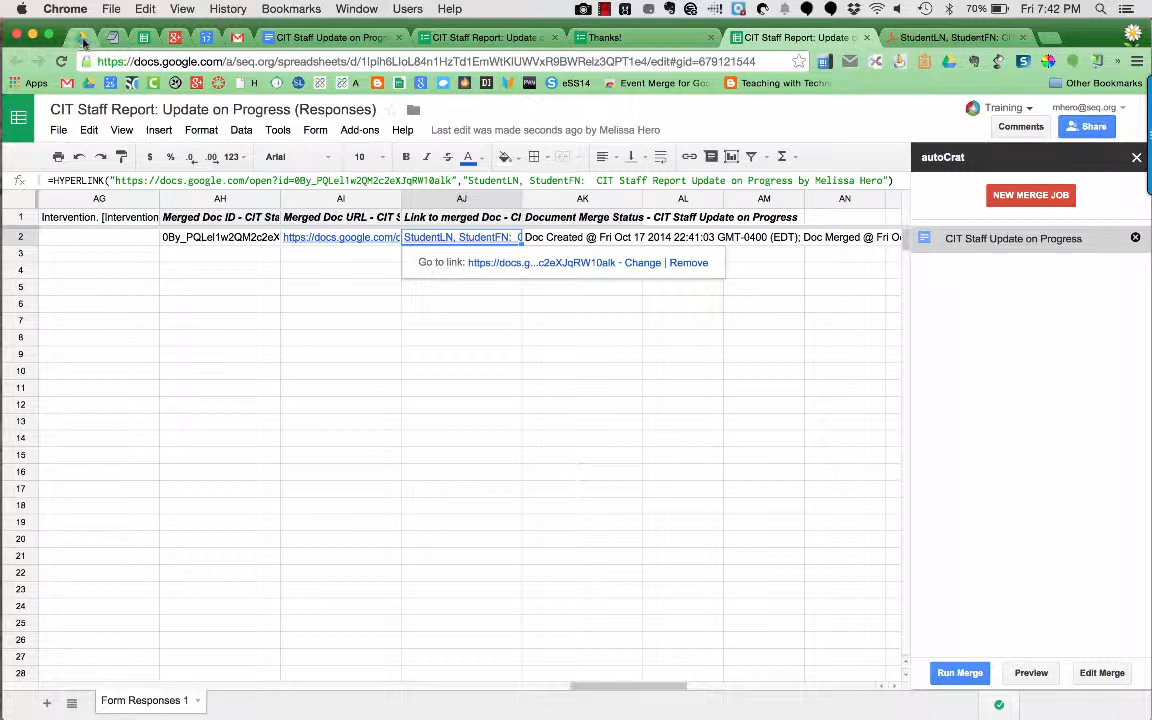 Chrome File Edit View History Bookmarks Window Users Help 70% Fri 7:42 PM
CIT Staff Update on Progr × CIT Staff Report: Update c × Thanks! × CIT Staff Report: Update c × StudentLN, StudentFN: CI ×
https://docs.google.com/a/seq.org/spreadsheets/d/1Iplh6LIoL84n1HzTd1EmWtKlUWVxR9BWRelz3QPT1e4/edit#gid=679121544
Apps H eSS14 Event Merge for Goo Teaching with Techno Other Bookmarks
CIT Staff Report: Update on Progress (Responses) Training mhero@seq.org
File Edit View Insert Format Data Tools Form Add-ons Help Last edit was made seconds ago by Melissa Hero Comments Share
$ % .0 .00 123 Arial 10 B I S A autoCrat
fx =HYPERLINK("https://docs.google.com/open?id=0By_PQLel1w2QM2c2eXJqRW10alk","StudentLN, StudentFN: CIT Staff Report Update on Progress by Melissa Hero")
NEW MERGE JOB
AG AH AI AJ AK AL AM AN
1 Intervention. [Intervention Merged Doc ID - CIT Sta Merged Doc URL - CIT S Link to merged Doc - CI Document Merge Status - CIT Staff Update on Progress
2 0By_PQLel1w2QM2c2eX https://docs.google.com/o StudentLN, StudentFN: Doc Created @ Fri Oct 17 2014 22:41:03 GMT-0400 (EDT); Doc Merged @ Fri Oc
CIT Staff Update on Progress
3
Go to link: https://docs.g...c2eXJqRW10alk - Change | Remove
4
5
6
7
8
9
10
11
12
13
14
15
16
17
18
19
20
21
22
23
24
25
26
27
28
Run Merge Preview Edit Merge
Form Responses 1